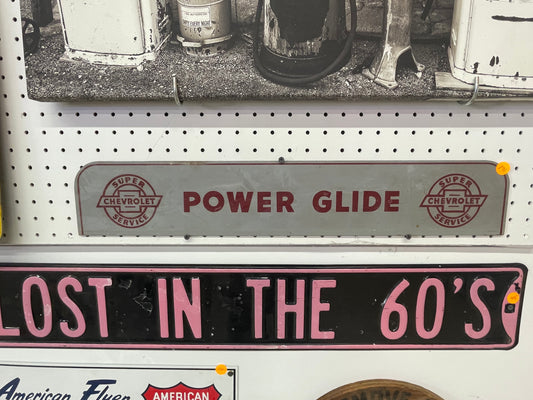 SUPER
CHEVROLET
SERVICE
POWER GLIDE
SUPER
CHEVROLET
SERVICE
LOST IN THE 60'S
American Flyer
AMERICAN